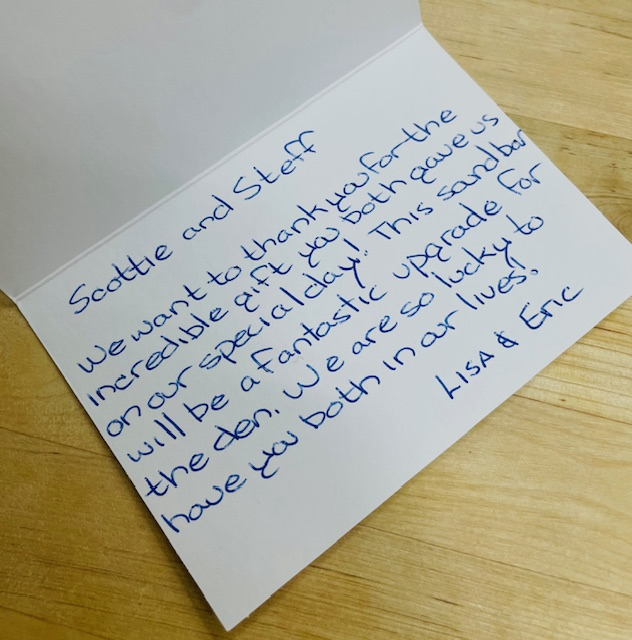 Scottie and Steff
We want to thank you for the
incredible gift you both gave us
on our special day! This sandbar
will be a fantastic upgrade for
the den. We are so lucky to
have you both in our lives!
Lisa & Eric